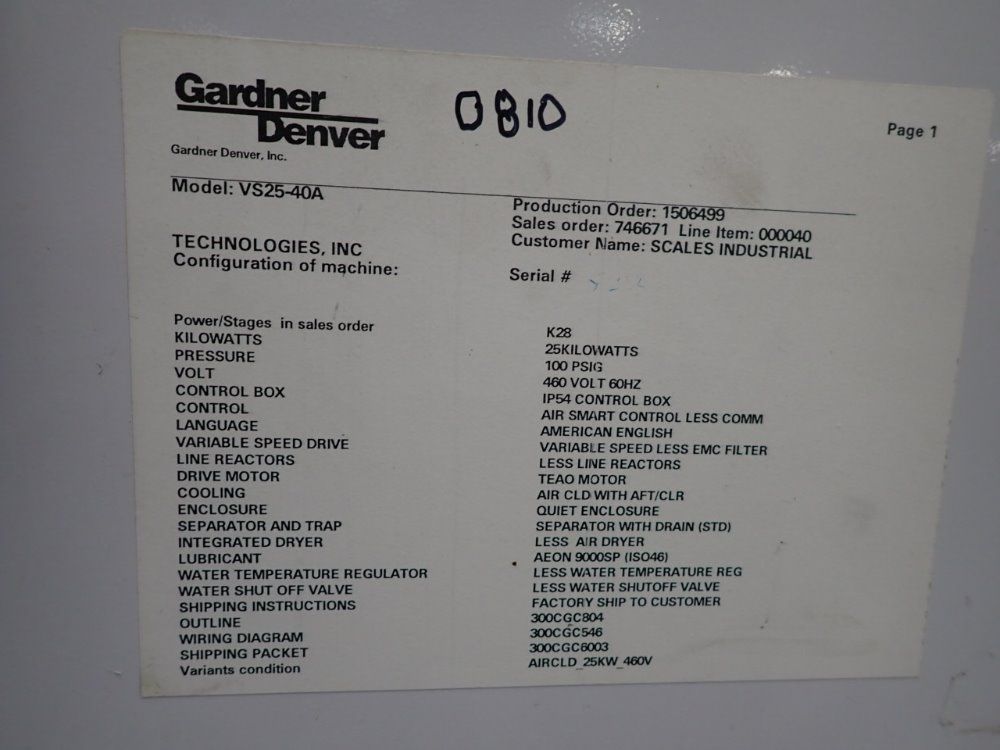 Gardner
Denver
0810
Page 1
Gardner Denver, Inc.
Model: VS25-40A
Production Order: 1506499
Sales order: 746671 Line Item: 000040
Customer Name: SCALES INDUSTRIAL
TECHNOLOGIES, INC
Configuration of machine:
Serial #
Power/Stages in sales order K28
KILOWATTS 25KILOWATTS
PRESSURE 100 PSIG
VOLT 460 VOLT 60HZ
CONTROL BOX IP54 CONTROL BOX
CONTROL AIR SMART CONTROL LESS COMM
LANGUAGE AMERICAN ENGLISH
VARIABLE SPEED DRIVE VARIABLE SPEED LESS EMC FILTER
LINE REACTORS LESS LINE REACTORS
DRIVE MOTOR TEAO MOTOR
COOLING AIR CLD WITH AFT/CLR
ENCLOSURE QUIET ENCLOSURE
SEPARATOR AND TRAP SEPARATOR WITH DRAIN (STD)
INTEGRATED DRYER LESS AIR DRYER
LUBRICANT AEON 9000SP (ISO46)
WATER TEMPERATURE REGULATOR LESS WATER TEMPERATURE REG
WATER SHUT OFF VALVE LESS WATER SHUTOFF VALVE
SHIPPING INSTRUCTIONS FACTORY SHIP TO CUSTOMER
OUTLINE 300CGC804
WIRING DIAGRAM 300CGC546
SHIPPING PACKET 300CGC6003
Variants condition AIRCLD_25KW_460V